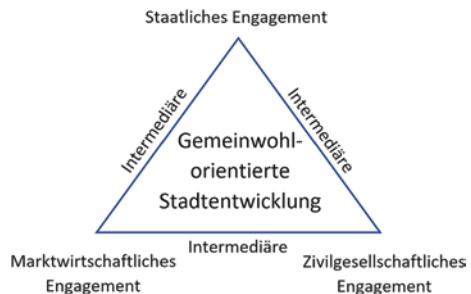 Staatliches Engagement
Intermediäre
Intermediäre
Gemeinwohl-
orientierte
Stadtentwicklung
Intermediäre
Marktwirtschaftliches
Engagement
Zivilgesellschaftliches
Engagement